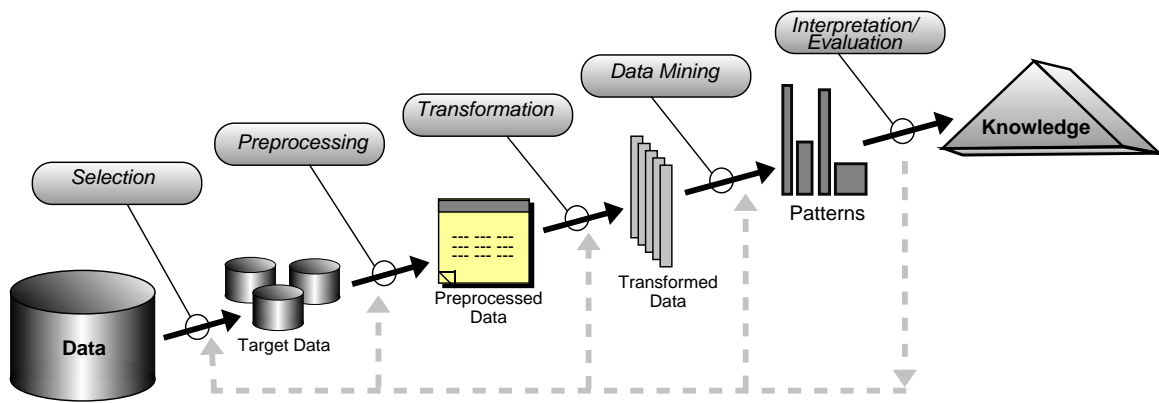 Interpretation/
Evaluation
Data Mining
Transformation
Preprocessing
Selection
Data
Target Data
Preprocessed
Data
Transformed
Data
Patterns
Knowledge
--- --- ---
--- --- ---
--- --- ---